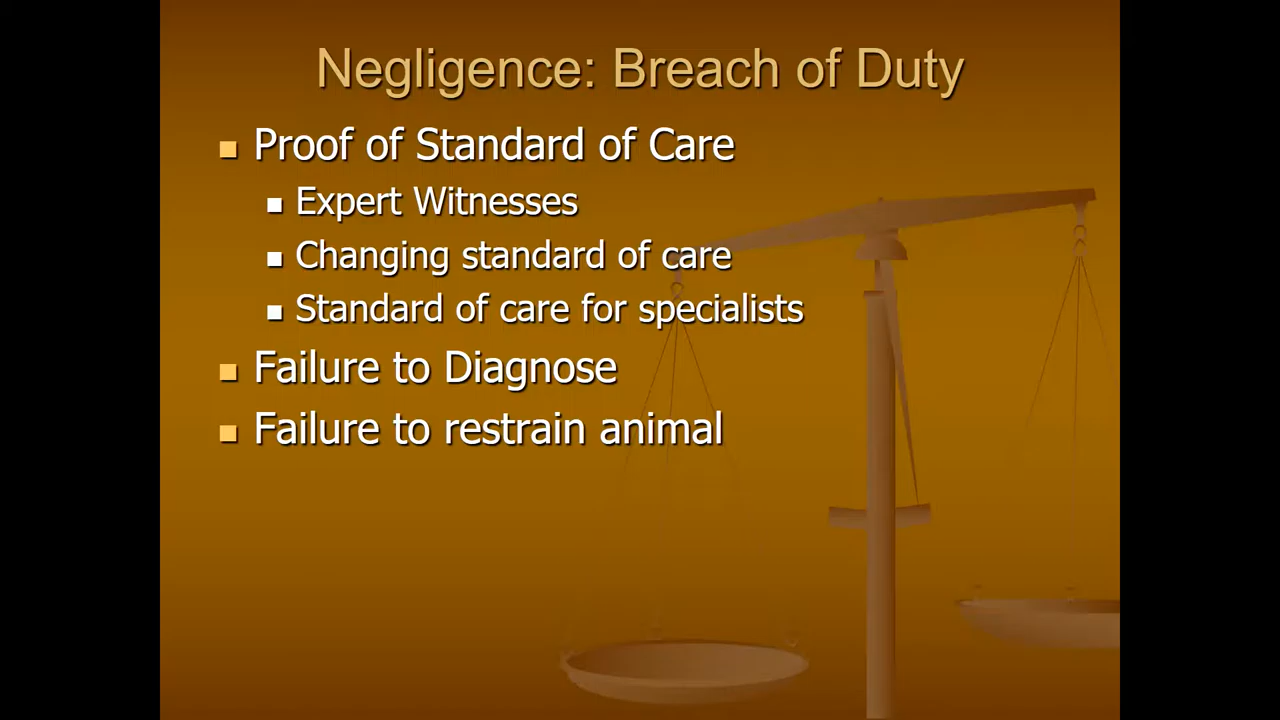 Negligence: Breach of Duty
Proof of Standard of Care
Expert Witnesses
Changing standard of care
Standard of care for specialists
Failure to Diagnose
Failure to restrain animal